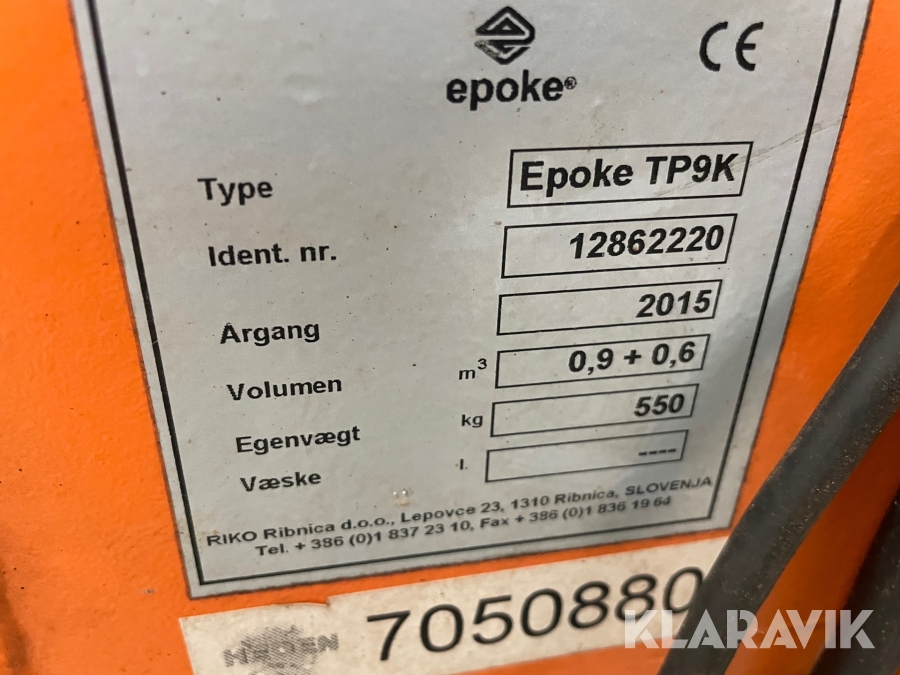 epoke®
CE
Type Epoke TP9K
Ident. nr. 12862220
Årgang 2015
Volumen m³ 0,9 + 0,6
Egenvægt kg 550
Væske l. ----
RIKO Ribnica d.o.o., Lepovce 23, 1310 Ribnica, SLOVENJA
Tel. + 386 (0)1 837 23 10, Fax + 386 (0)1 836 19 64
7050880
KLARAVIK